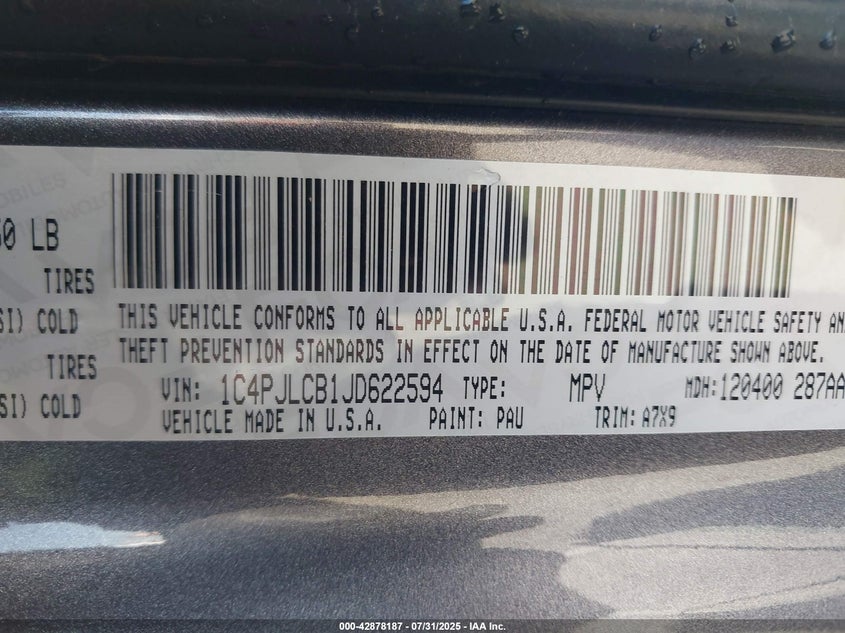 50 LB
TIRES
SI) COLD
TIRES
SI) COLD
THIS VEHICLE CONFORMS TO ALL APPLICABLE U.S.A. FEDERAL MOTOR VEHICLE SAFETY AN
THEFT PREVENTION STANDARDS IN EFFECT ON THE DATE OF MANUFACTURE SHOWN ABOVE.
VIN: 1C4PJLCB1JD622594 TYPE: MPV MDH:120400 287AA
VEHICLE MADE IN U.S.A. PAINT: PAU TRIM: A7X9
000-42878187 - 07/31/2025 - IAA Inc.